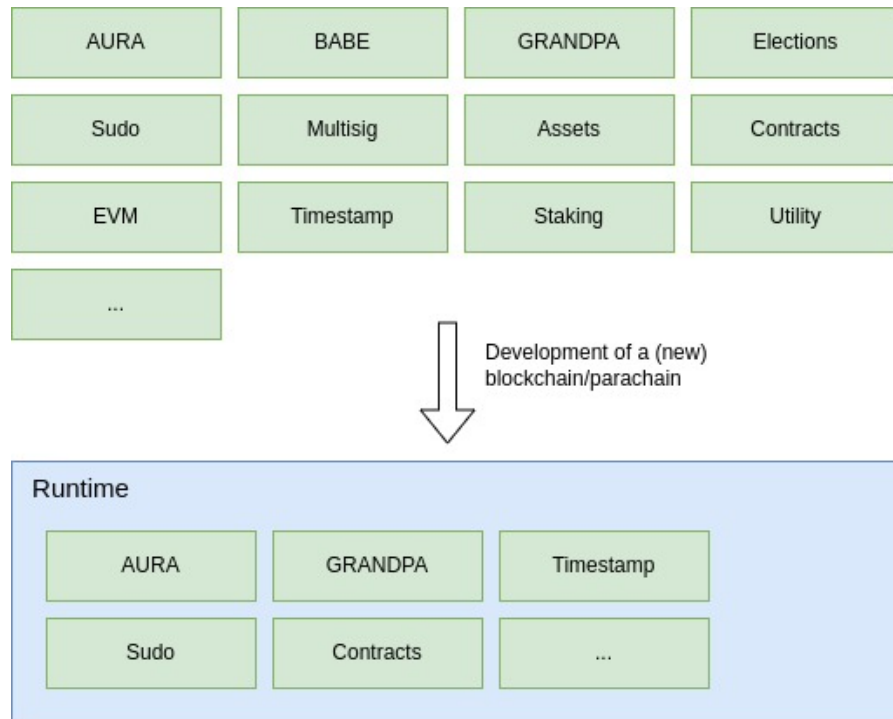 AURA
BABE
GRANDPA
Elections
Sudo
Multisig
Assets
Contracts
EVM
Timestamp
Staking
Utility
...
Development of a (new)
blockchain/parachain
Runtime
AURA
GRANDPA
Timestamp
Sudo
Contracts
...